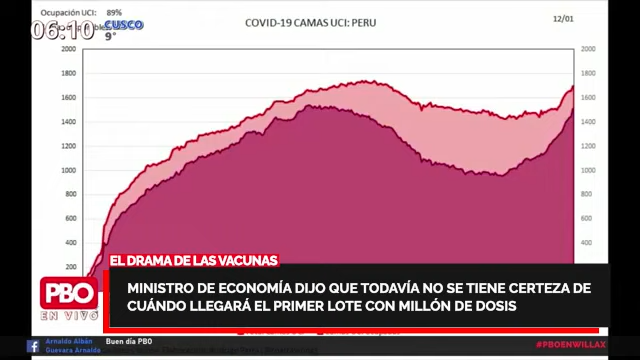 Ocupación UCI: 89%
COVID-19 CAMAS UCI: PERU
12/01
06:10
CUSCO
9°
2000
1800
1600
1400
1200
1000
800
600
400
200
2000
1800
1600
1400
1200
1000
800
600
400
EL DRAMA DE LAS VACUNAS
MINISTRO DE ECONOMÍA DIJO QUE TODAVÍA NO SE TIENE CERTEZA DE
CUÁNDO LLEGARÁ EL PRIMER LOTE CON MILLÓN DE DOSIS
PBO
EN VIVO
Arnaldo Albán
Guevara Arnaldo
Buen día PBO
#PBOENWILLAX